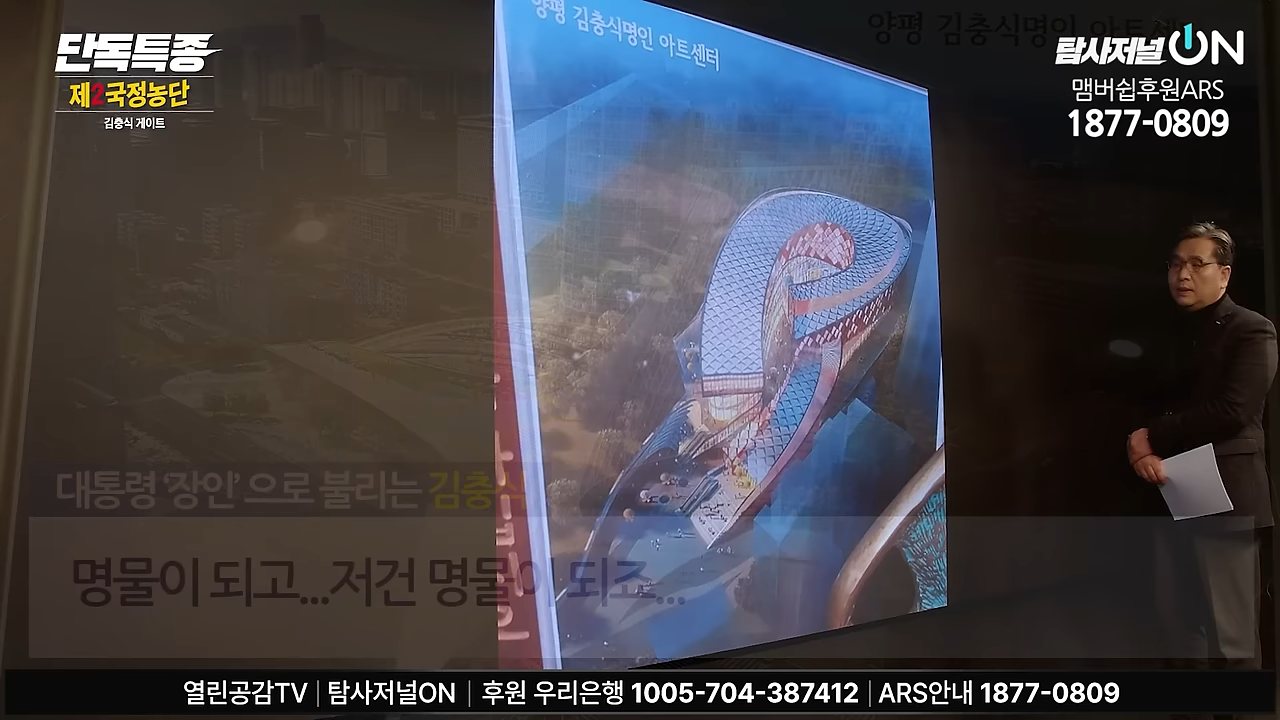 단독특종
제2국정농단
김충식 게이트
양평 김충식명인 아트센터
양평 김충식명인 아트센
탐사저널ON
맴버쉽후원ARS
1877-0809
대통령 '장인'으로 불리는 김충식
명물이 되고...저건 명물이 되죠...
열린공감TV | 탐사저널ON | 후원 우리은행 1005-704-387412 | ARS안내 1877-0809